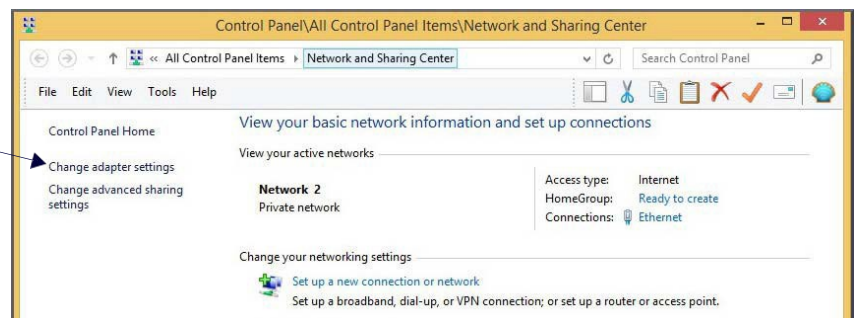 Control Panel\All Control Panel Items\Network and Sharing Center
« All Control Panel Items Network and Sharing Center
Search Control Panel
File Edit View Tools Help
Control Panel Home
Change adapter settings
Change advanced sharing
settings
View your basic network information and set up connections
View your active networks
Network 2
Private network
Access type: Internet
HomeGroup: Ready to create
Connections: Ethernet
Change your networking settings
Set up a new connection or network
Set up a broadband, dial-up, or VPN connection; or set up a router or access point.